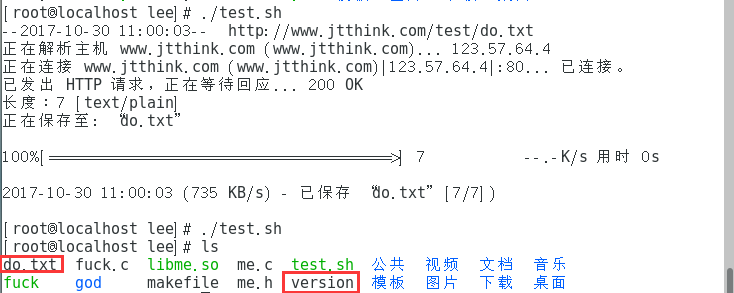 [root@localhost lee]# ./test.sh
--2017-10-30 11:00:03--  http://www.jtthink.com/test/do.txt
正在解析主机 www.jtthink.com (www.jtthink.com)... 123.57.64.4
正在连接 www.jtthink.com (www.jtthink.com)|123.57.64.4|:80... 已连接。
已发出 HTTP 请求，正在等待回应... 200 OK
长度：7 [text/plain]
正在保存至: “do.txt”
100%[======================================>] 7           --.-K/s 用时 0s
2017-10-30 11:00:03 (735 KB/s) - 已保存 “do.txt” [7/7])
[root@localhost lee]# ./test.sh
[root@localhost lee]# ls
do.txt  fuck.c  libme.so  me.c  test.sh  公共  视频  文档  音乐
fuck  god  makefile  me.h  version  模板  图片  下载  桌面